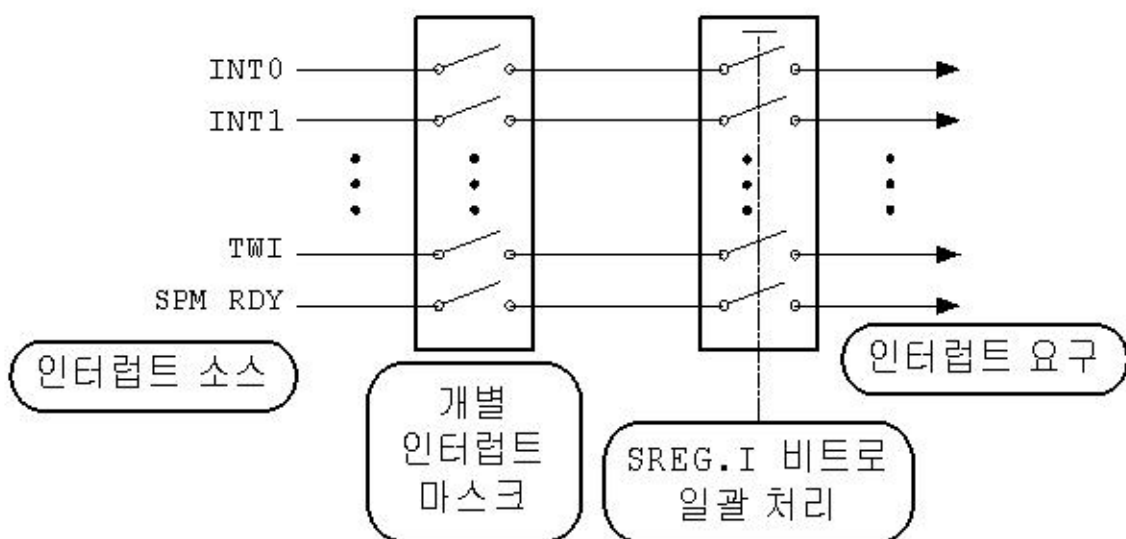 INT0
INT1
TWI
SPM RDY
인터럽트 소스
개별
인터럽트
마스크
SREG.I 비트로
일괄 처리
인터럽트 요구